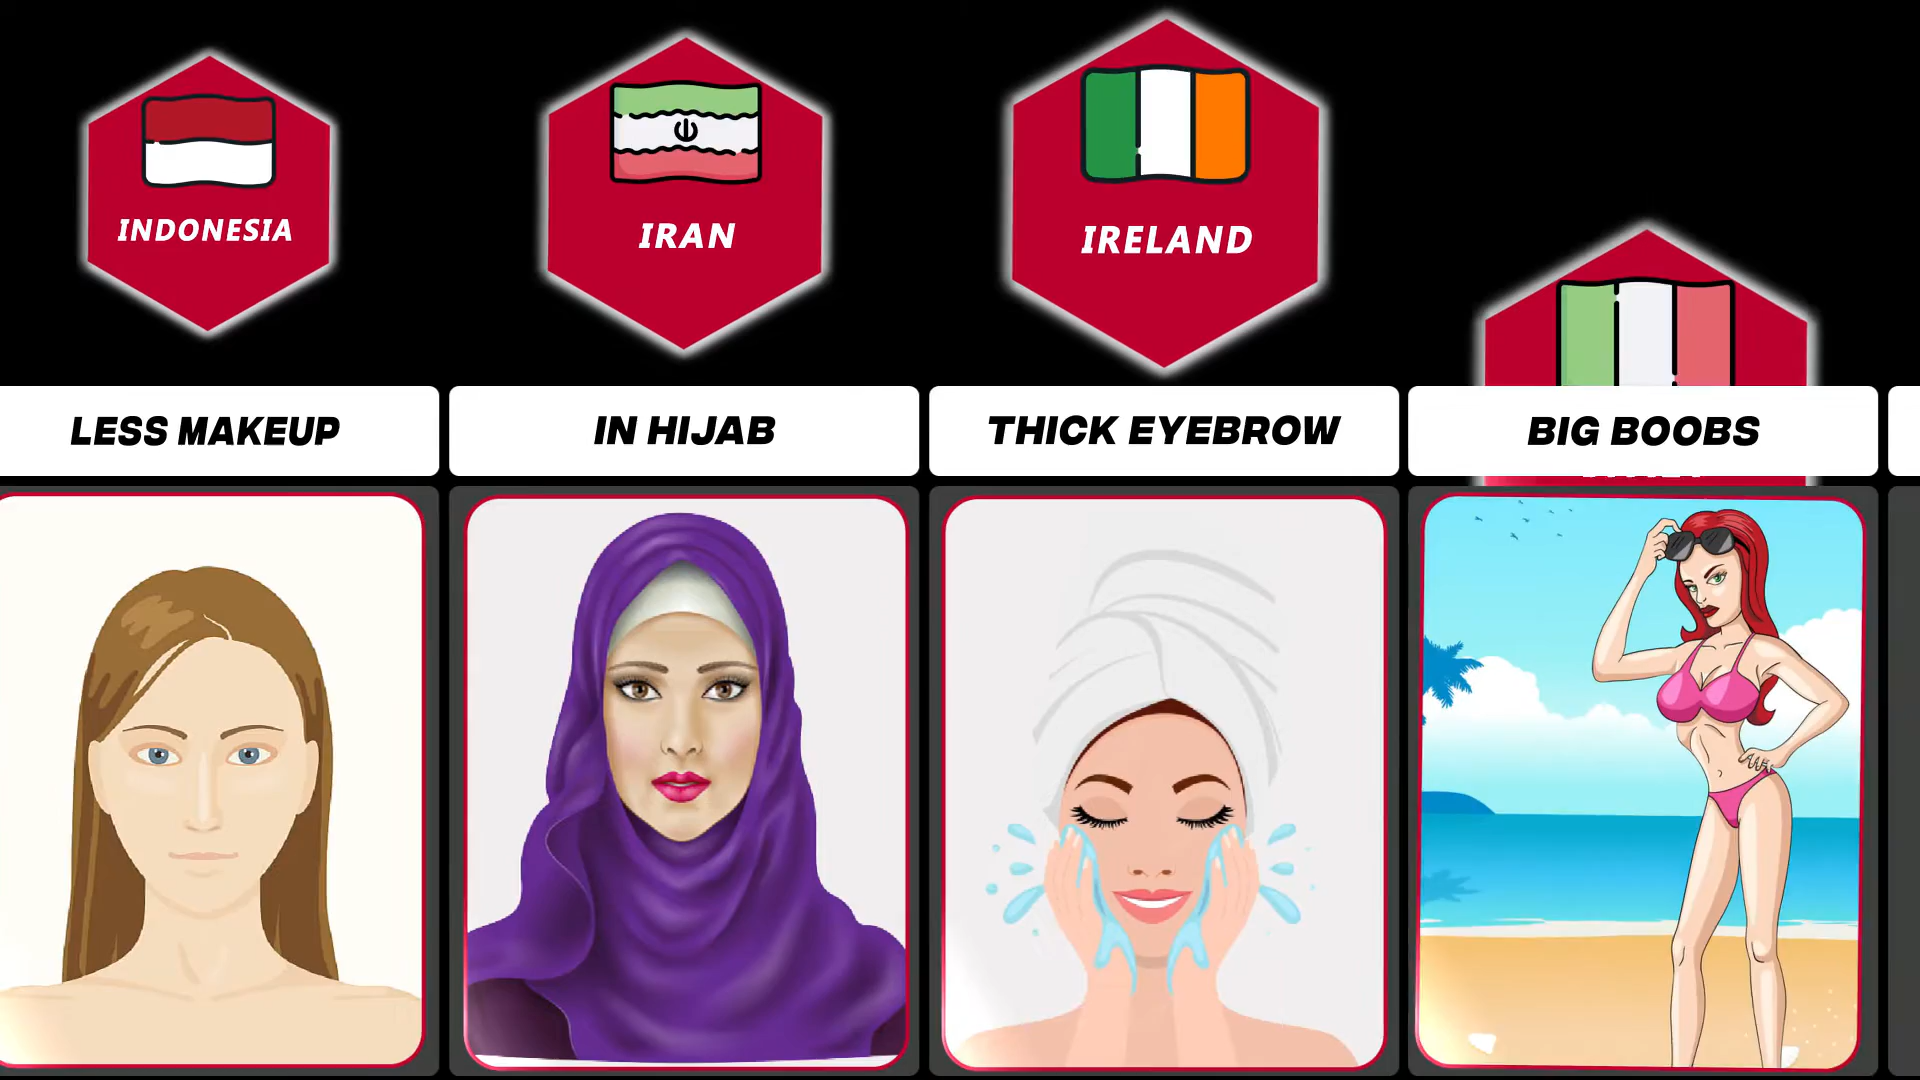 INDONESIA
IRAN
IRELAND
LESS MAKEUP
IN HIJAB
THICK EYEBROW
BIG BOOBS